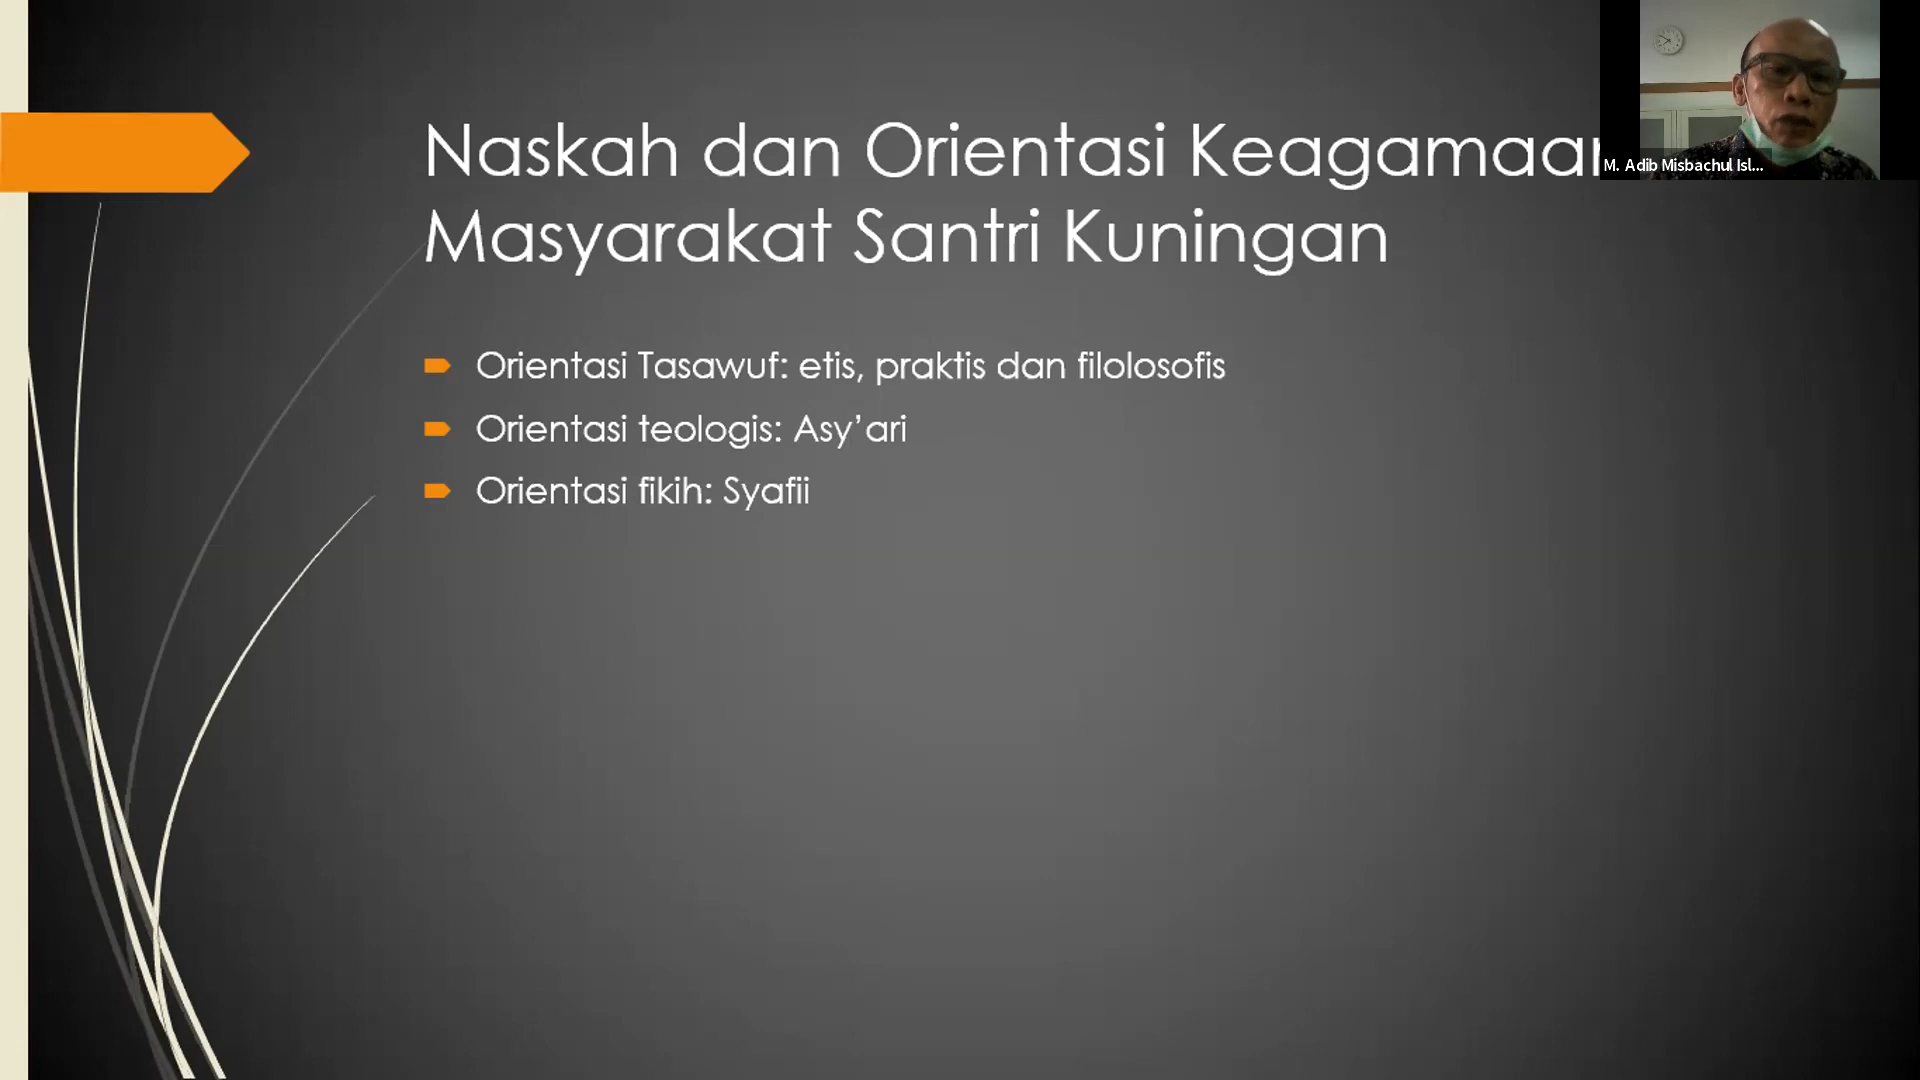 Naskah dan Orientasi Keagamaan
Masyarakat Santri Kuningan
Orientasi Tasawuf: etis, praktis dan filolosofis
Orientasi teologis: Asy’ari
Orientasi fikih: Syafii
M. Adib Misbachul Isl...